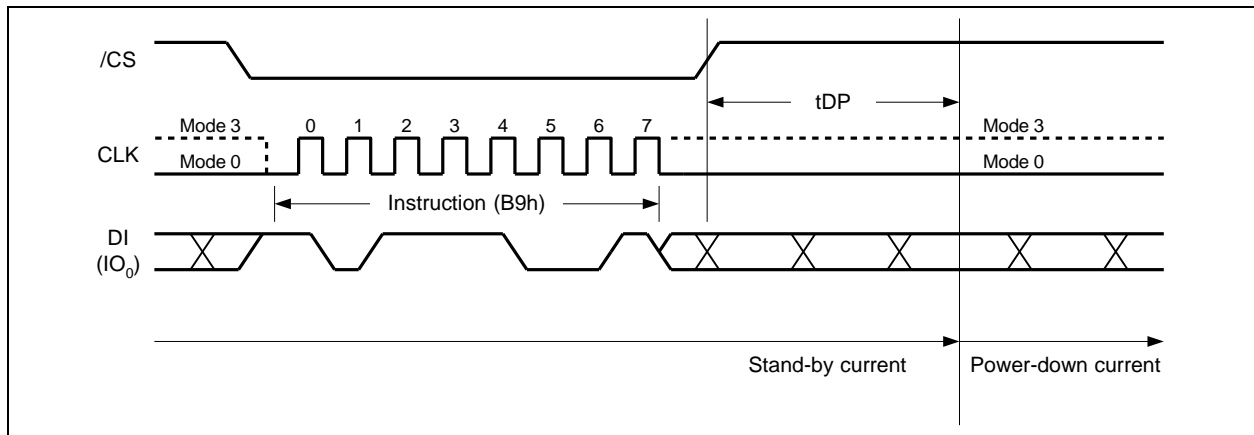 /CS
tDP
Mode 3 0 1 2 3 4 5 6 7 Mode 3
CLK
Mode 0 Mode 0
Instruction (B9h)
DI
(IO0)
Stand-by current Power-down current